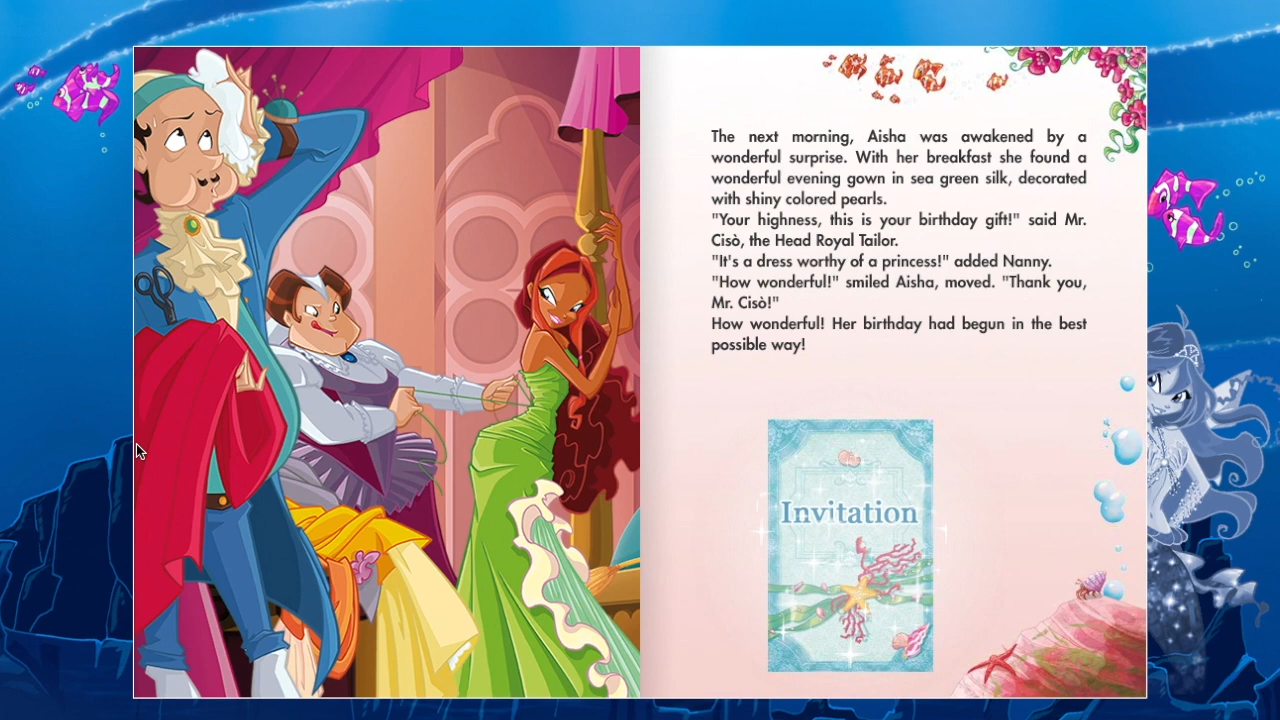 The next morning, Aisha was awakened by a
wonderful surprise. With her breakfast she found a
wonderful evening gown in sea green silk, decorated
with shiny colored pearls.
"Your highness, this is your birthday gift!" said Mr.
Cisò, the Head Royal Tailor.
"It's a dress worthy of a princess!" added Nanny.
"How wonderful!" smiled Aisha, moved. "Thank you,
Mr. Cisò!"
How wonderful! Her birthday had begun in the best
possible way!
Invitation